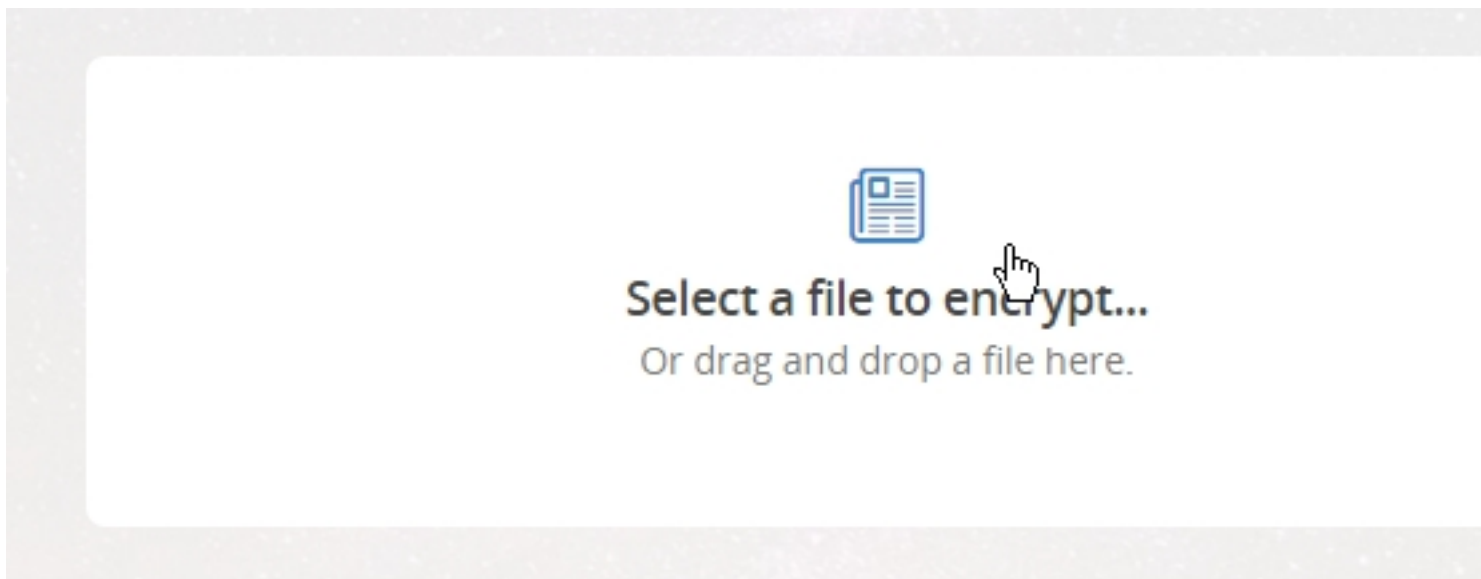 Select a file to encrypt...
Or drag and drop a file here.